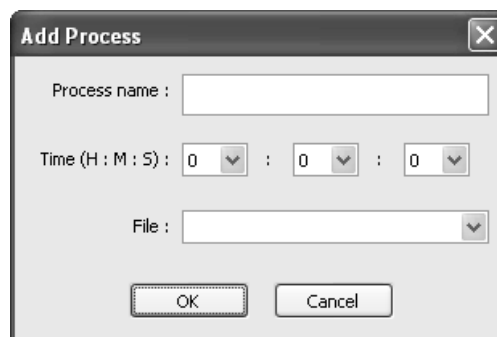 Add Process
Process name :
Time (H : M : S) : 0 : 0 : 0
File :
OK Cancel